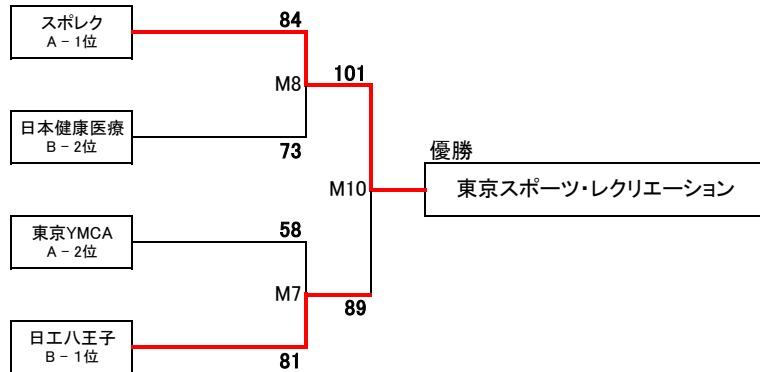 スポレク
A － 1位
84
M8
101
日本健康医療
B － 2位
73
優勝
東京スポーツ・レクリエーション
M10
東京YMCA
A － 2位
58
M7
89
日工八王子
B － 1位
81